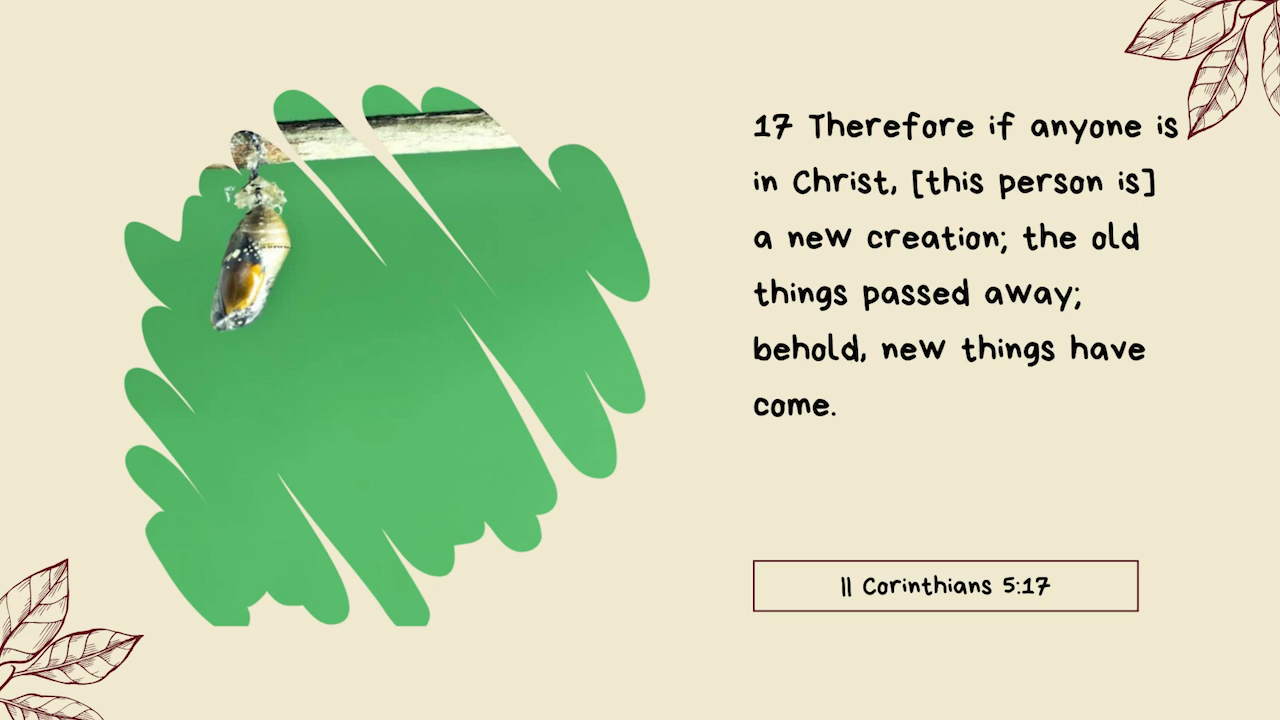 17 Therefore if anyone is
in Christ, [this person is]
a new creation; the old
things passed away;
behold, new things have
come.
II Corinthians 5:17